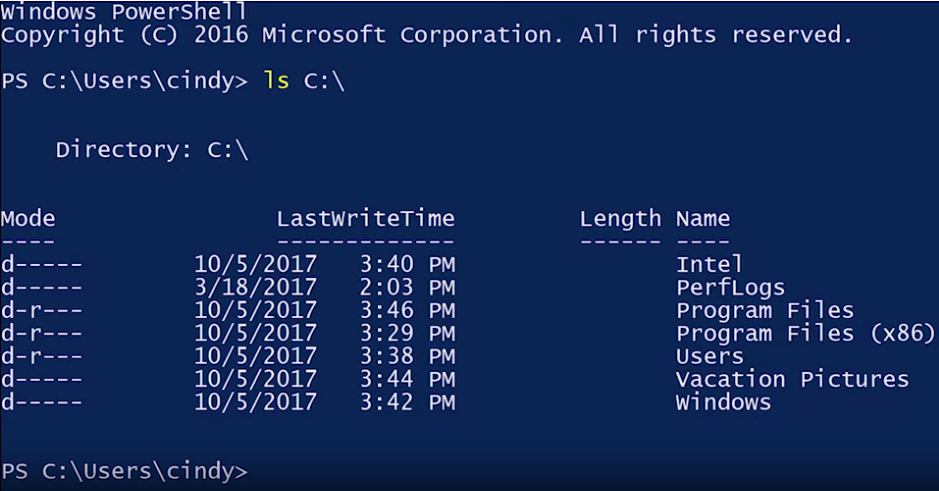 Windows PowerShell
Copyright (C) 2016 Microsoft Corporation. All rights reserved.
PS C:\Users\cindy> ls C:\
Directory: C:\
Mode LastWriteTime Length Name
---- ------------- ------ ----
d----- 10/5/2017 3:40 PM Intel
d----- 3/18/2017 2:03 PM PerfLogs
d-r--- 10/5/2017 3:46 PM Program Files
d-r--- 10/5/2017 3:29 PM Program Files (x86)
d-r--- 10/5/2017 3:38 PM Users
d----- 10/5/2017 3:44 PM Vacation Pictures
d----- 10/5/2017 3:42 PM Windows
PS C:\Users\cindy>